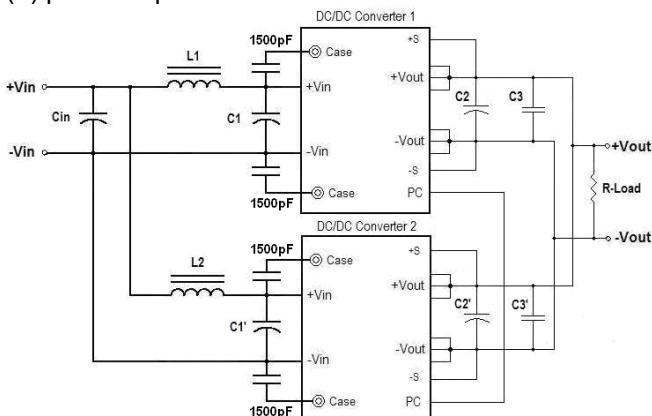 DC/DC Converter 1
1500pF
Case
+S
L1
+Vin
+Vin
+Vout
Cin
C1
C2
C3
-Vin
-Vin
-Vout
+Vout
-S
R-Load
Case
PC
1500pF
-Vout
DC/DC Converter 2
1500pF
Case
+S
L2
+Vin
+Vout
C1'
C2'
C3'
-Vin
-Vout
-S
Case
PC
1500pF